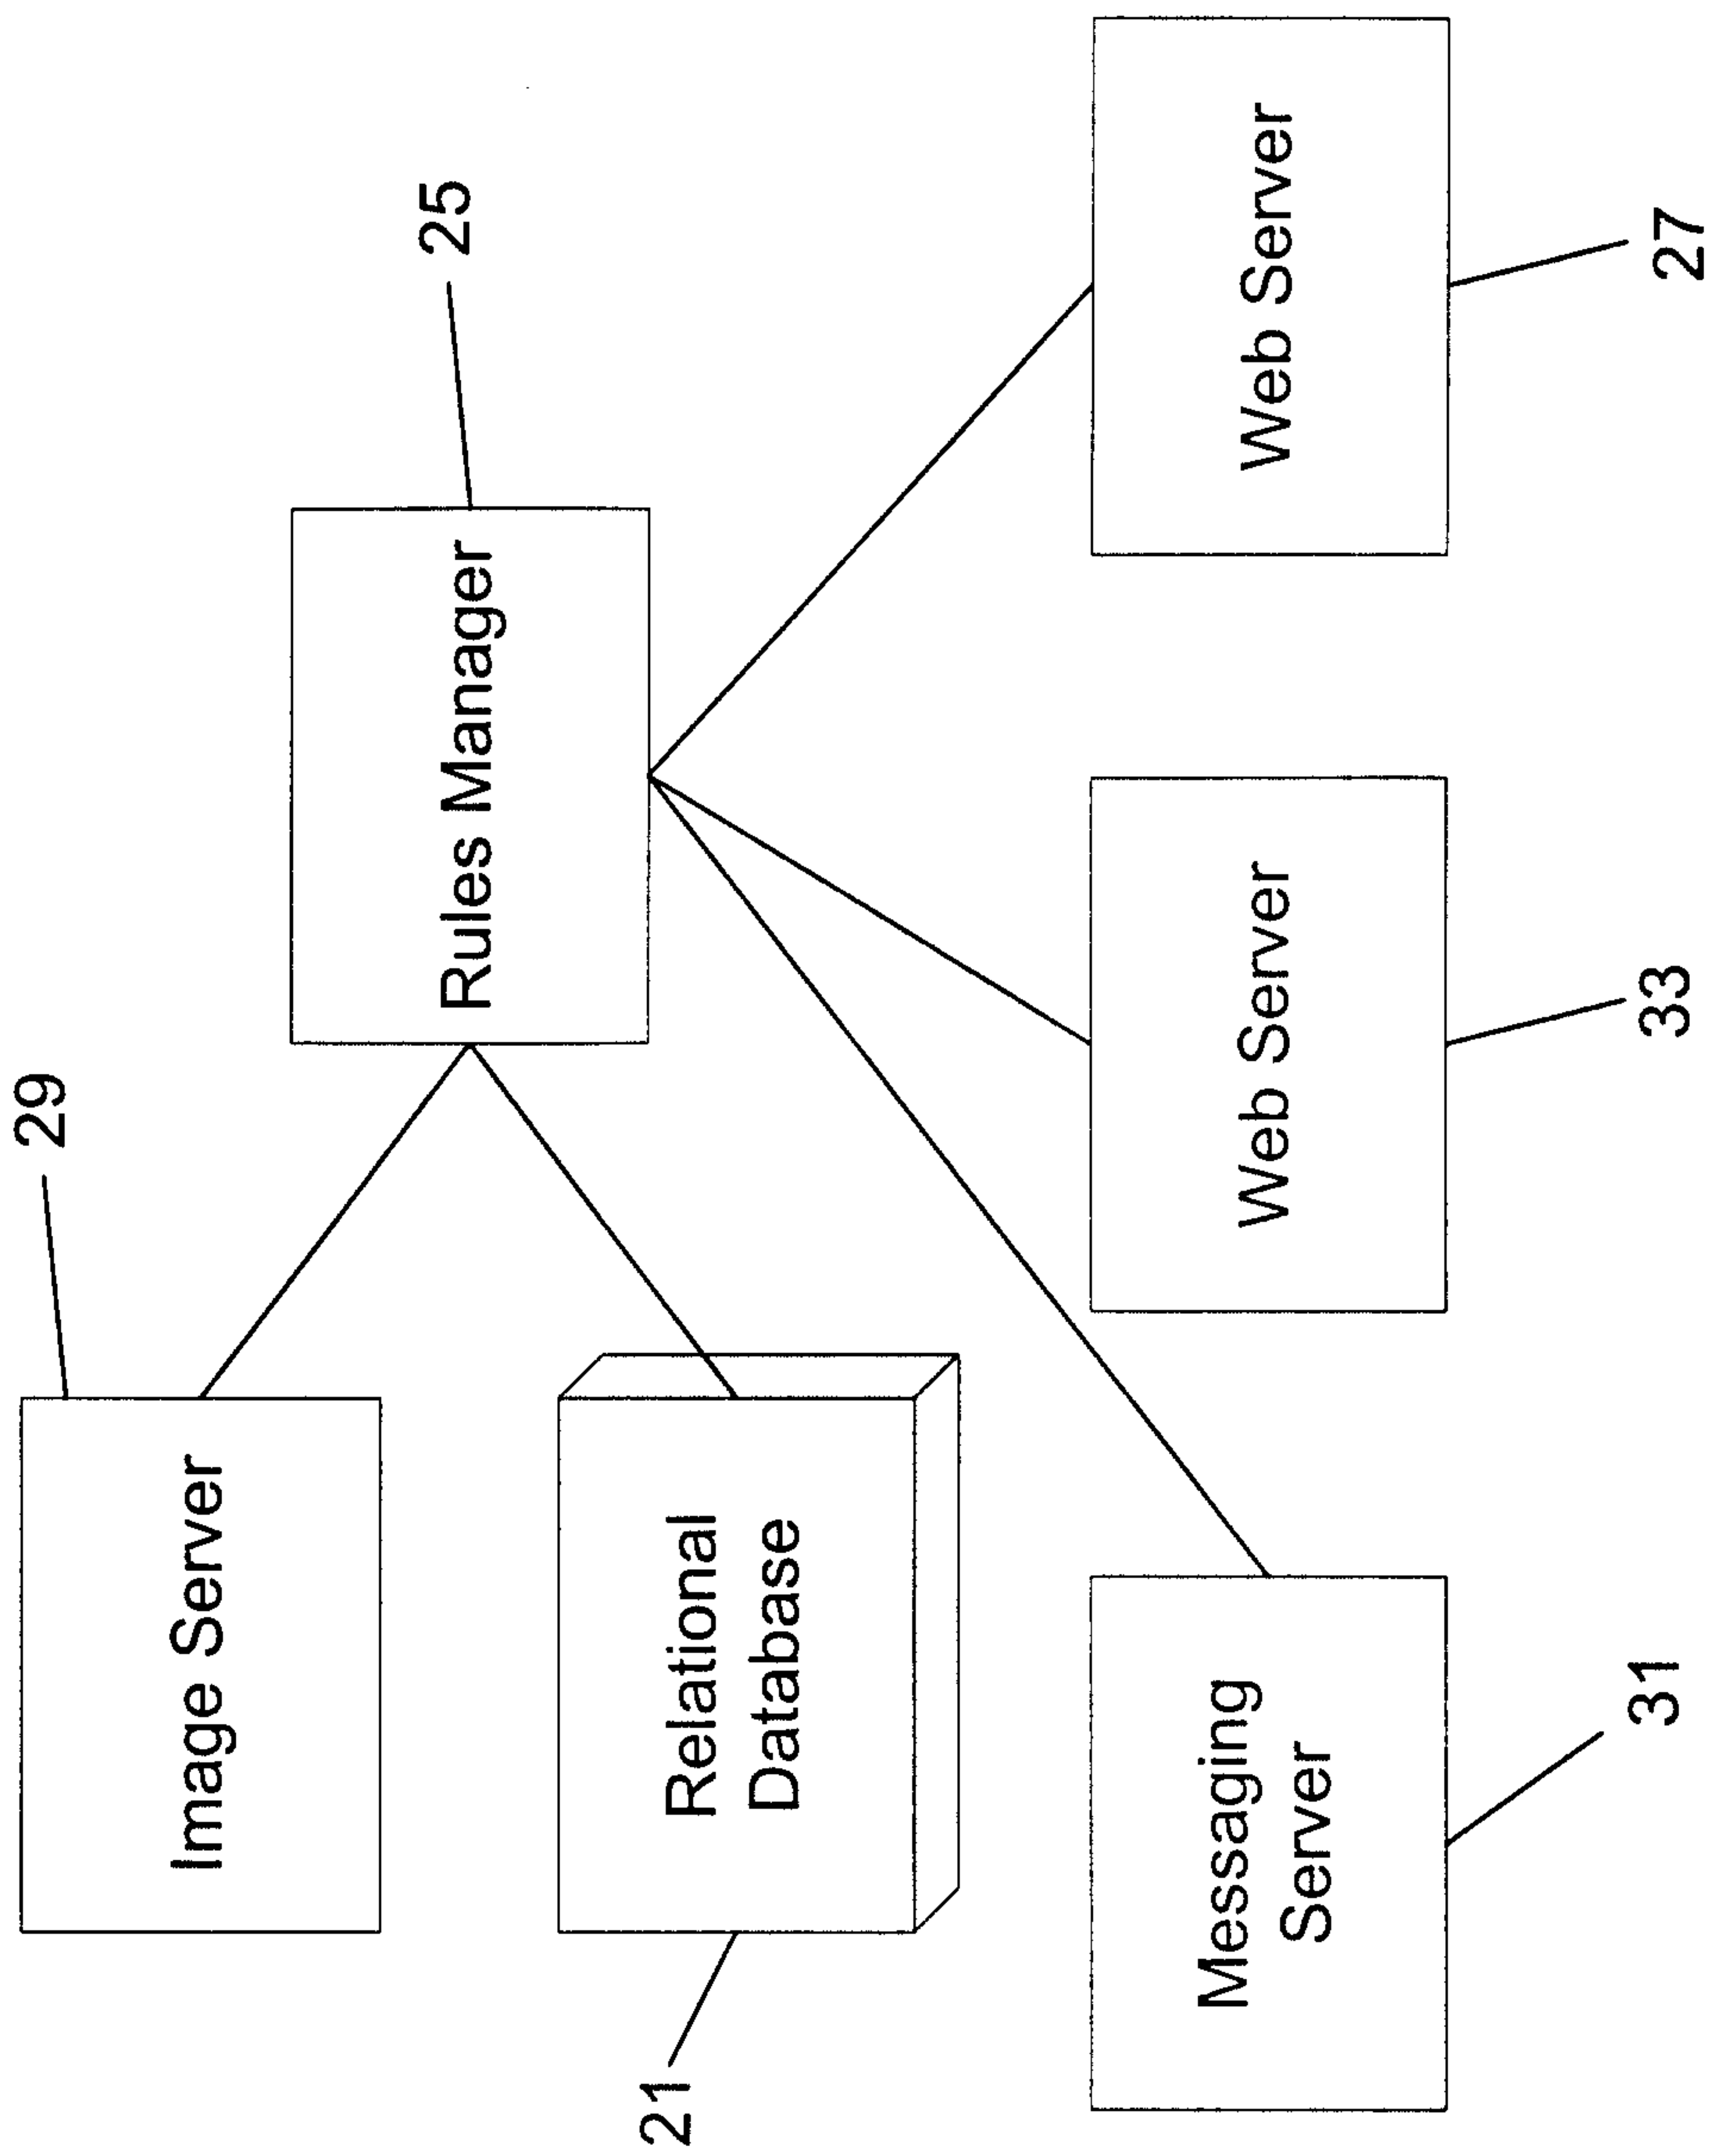 29
Image Server
25
Rules Manager
21
Relational
Database
Messaging
Server
Web Server
Web Server
31
33
27